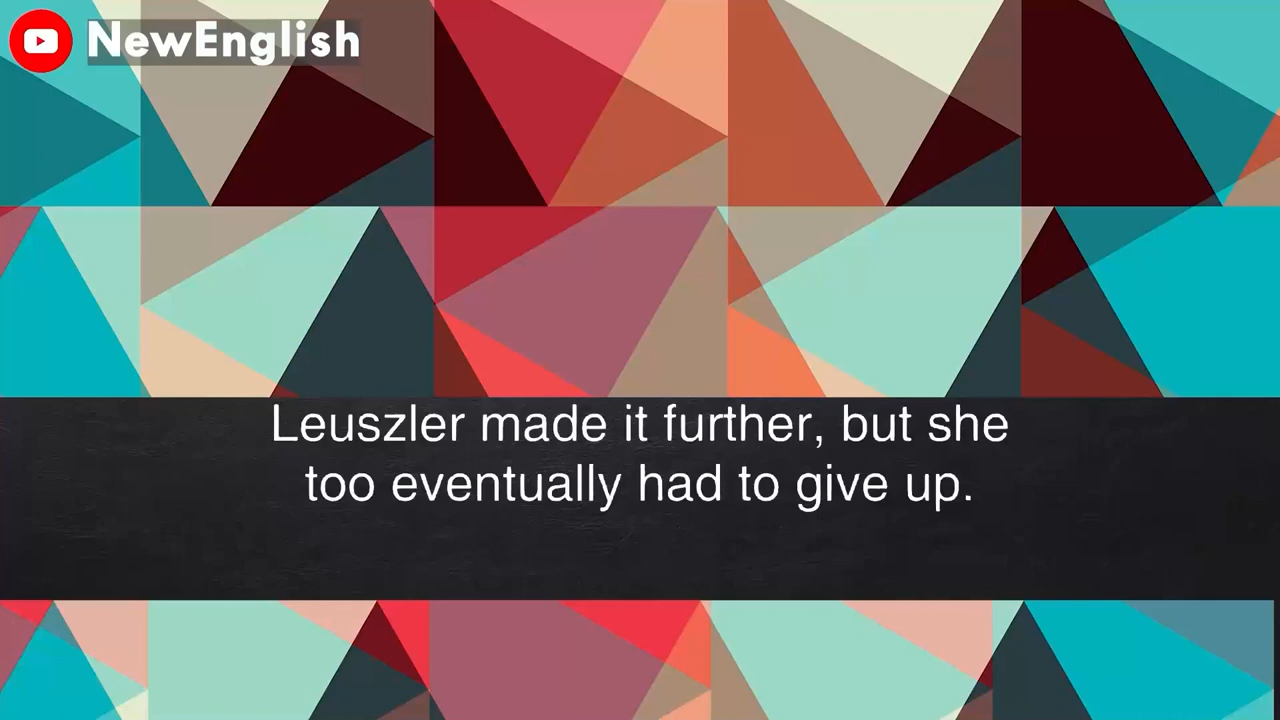 NewEnglish
Leuszler made it further, but she
too eventually had to give up.